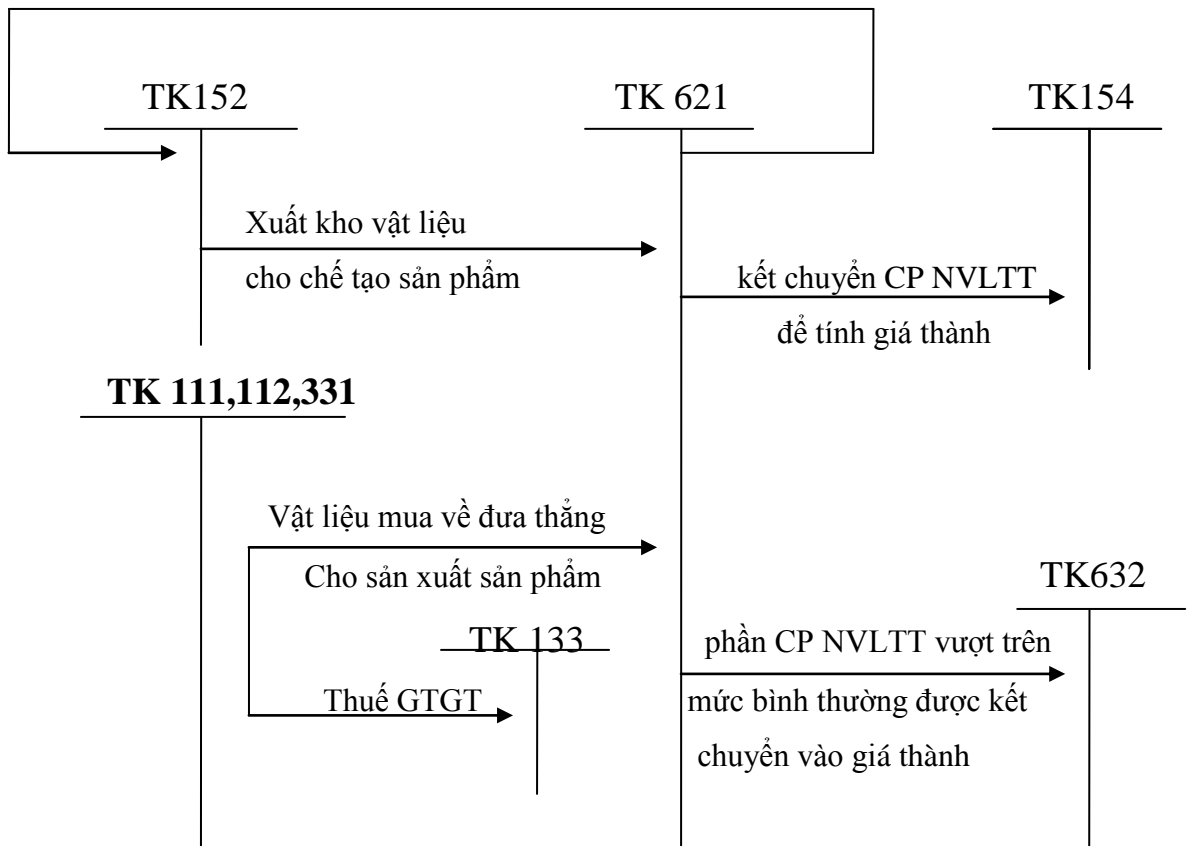 TK152
TK 621
TK154
Xuất kho vật liệu
cho chế tạo sản phẩm
kết chuyển CP NVLTT
để tính giá thành
TK 111,112,331
Vật liệu mua về đưa thẳng
Cho sản xuất sản phẩm
TK632
TK 133
phần CP NVLTT vượt trên
Thuế GTGT
mức bình thường được kết
chuyển vào giá thành